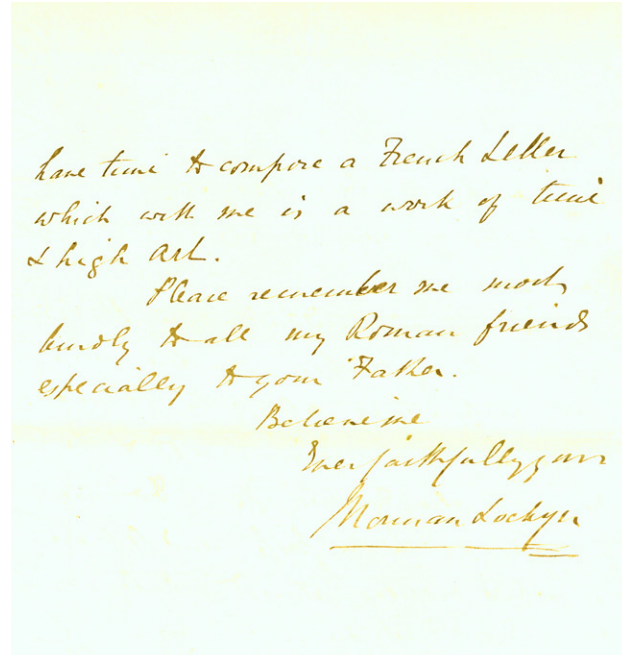 have time to compose a French Letter
which with me is a work of time
& high Art.
Please remember me most
kindly to all my Roman friends
especially to your Father.
Believe me
Ever faithfully yours
Norman Lockyer